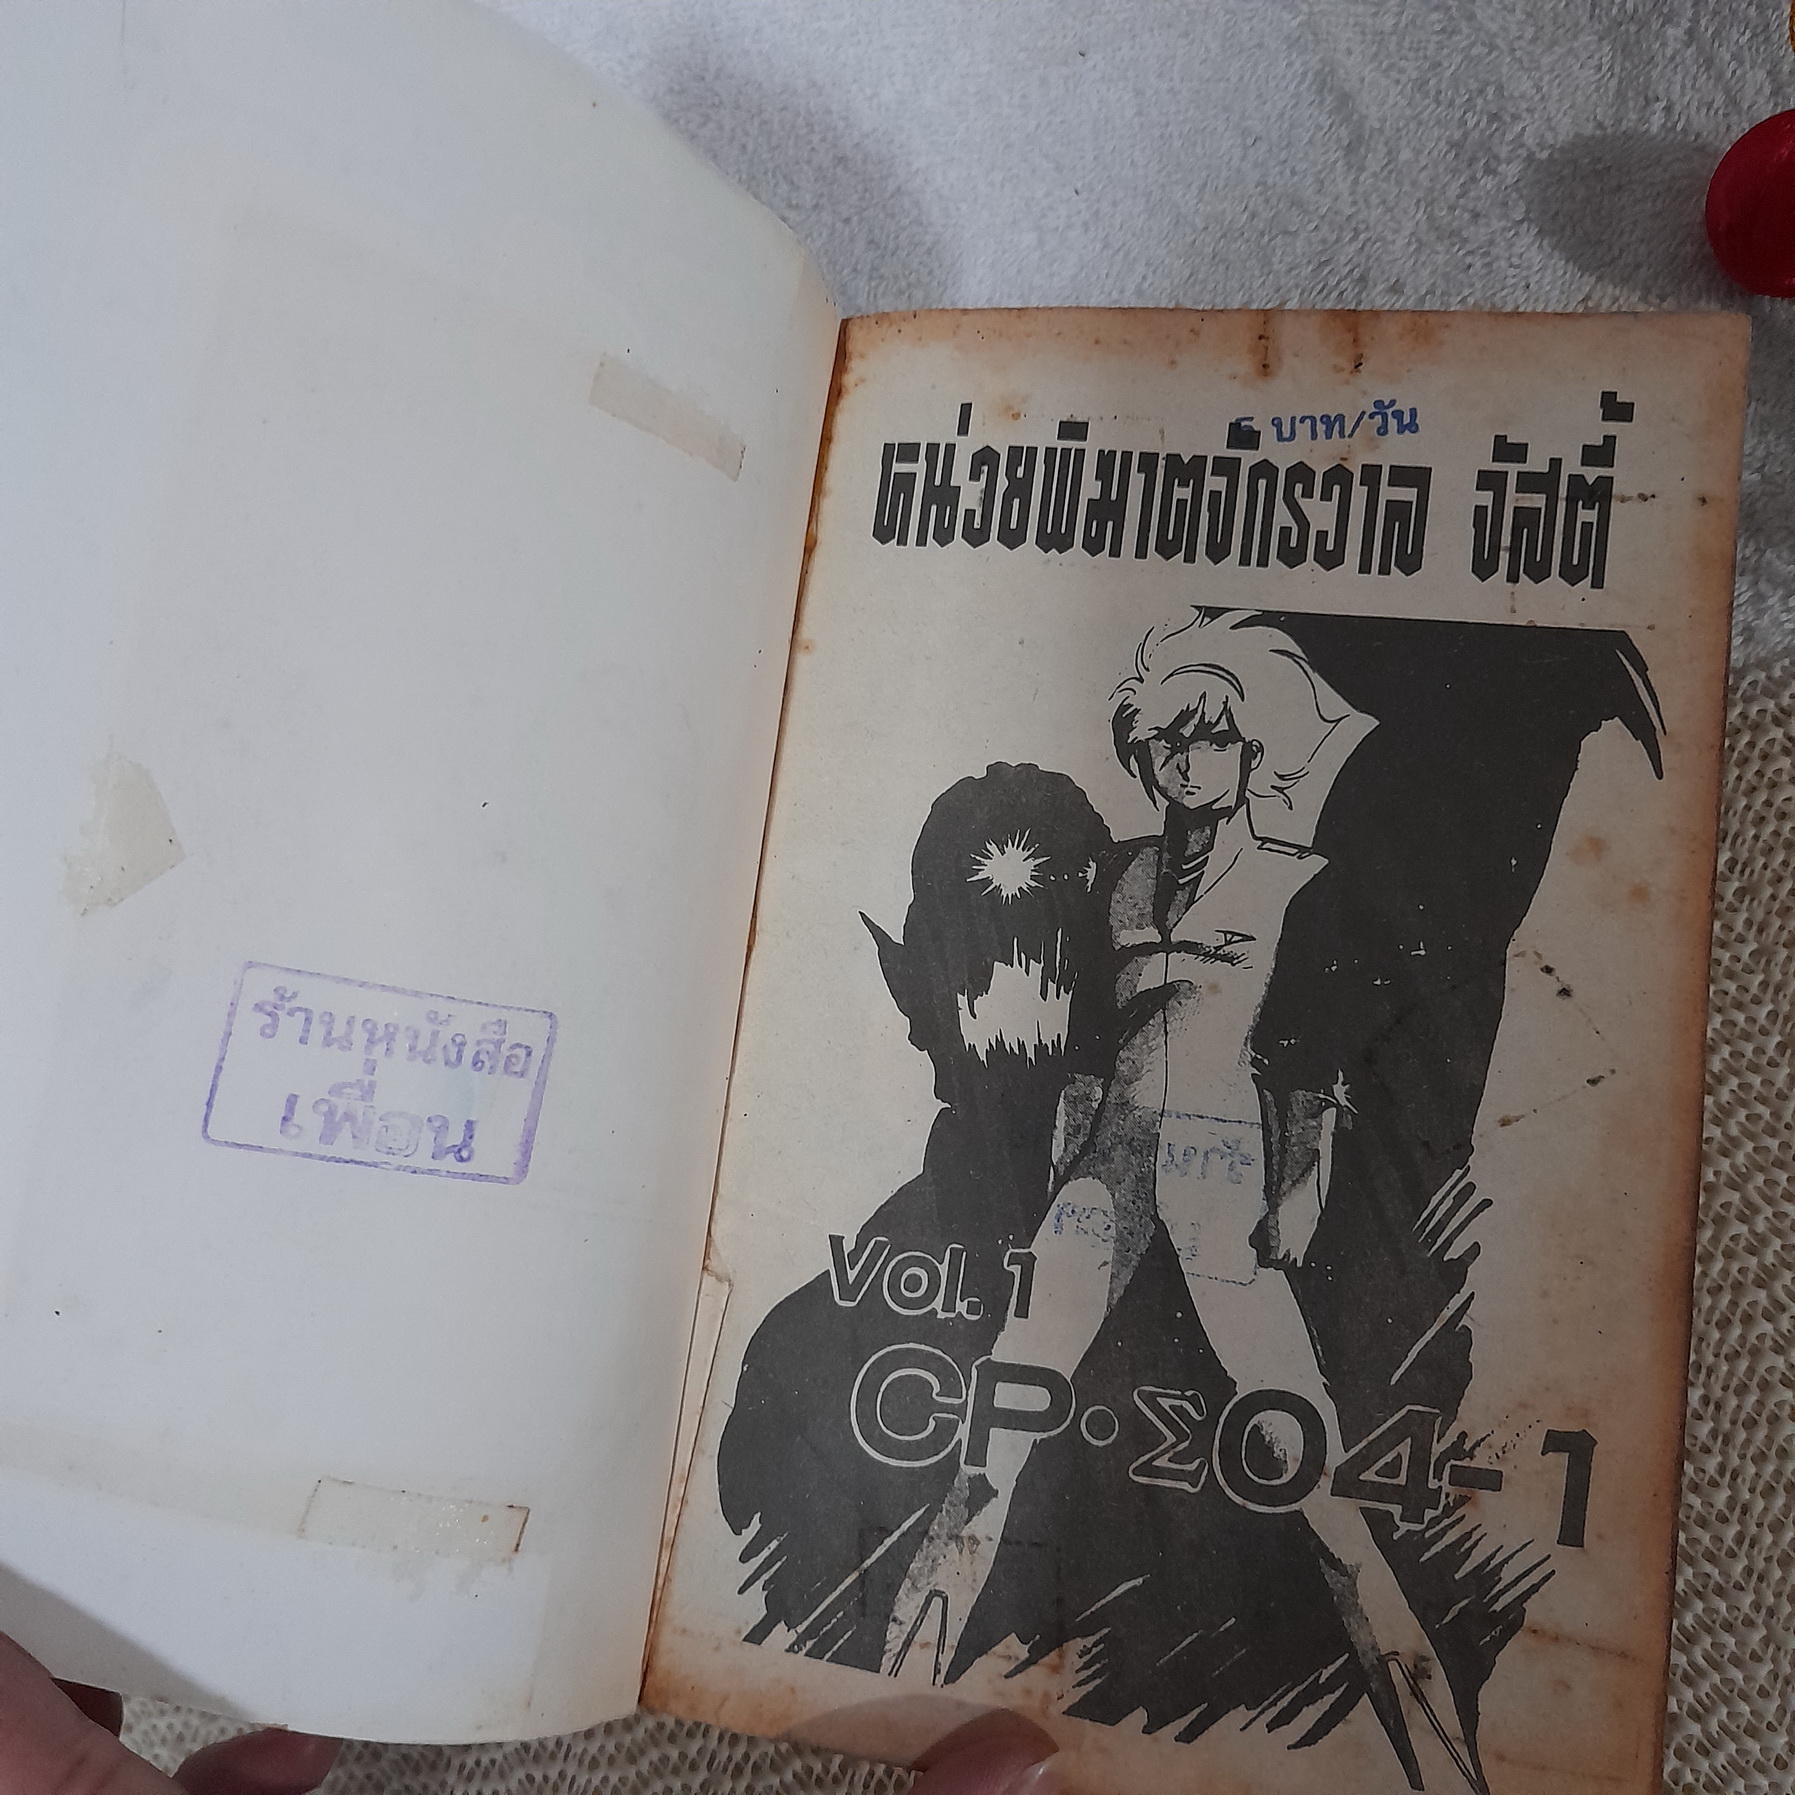 ร้านหนังสือ
เพื่อน
บาท/วัน
หน่วยพิฆาตจักรวาล จัสตี้
Vol. 1
CP·Σ04-1